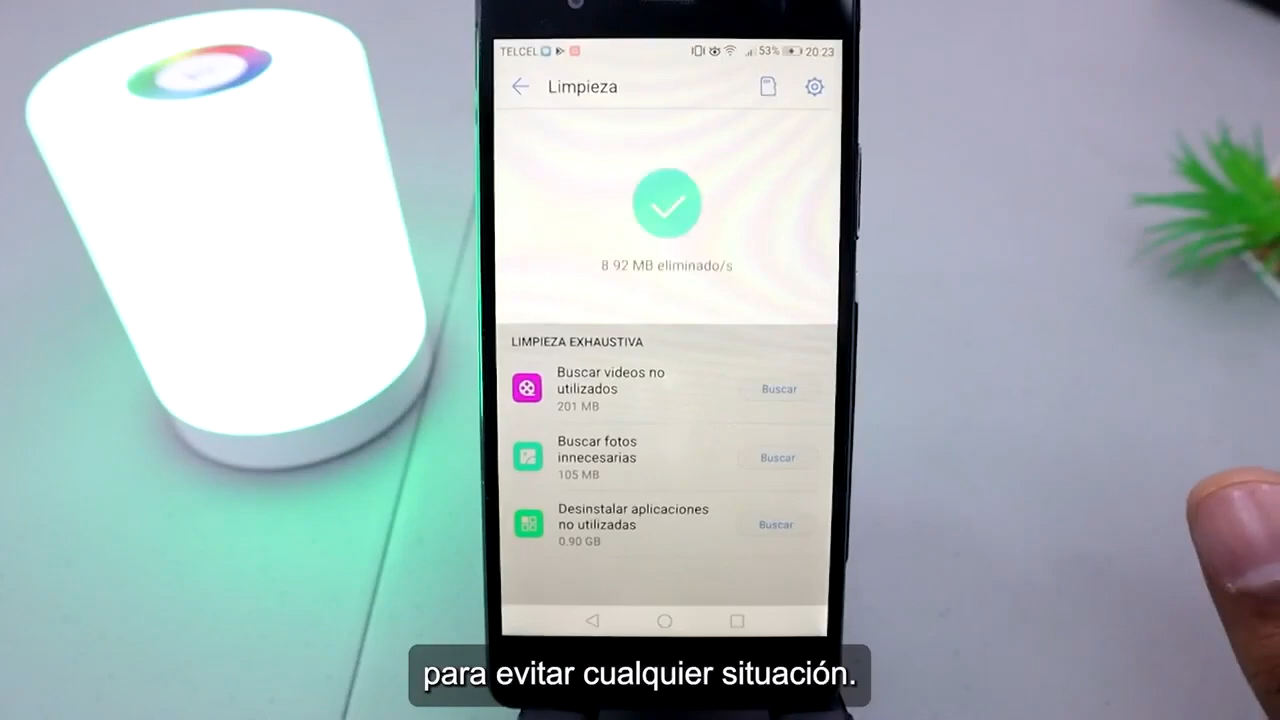 TELCEL 53% 20:23
Limpieza
8.92 MB eliminado/s
LIMPIEZA EXHAUSTIVA
Buscar videos no
utilizados
201 MB
Buscar
Buscar fotos
innecesarias
105 MB
Buscar
Desinstalar aplicaciones
no utilizadas
0.90 GB
Buscar
para evitar cualquier situación.